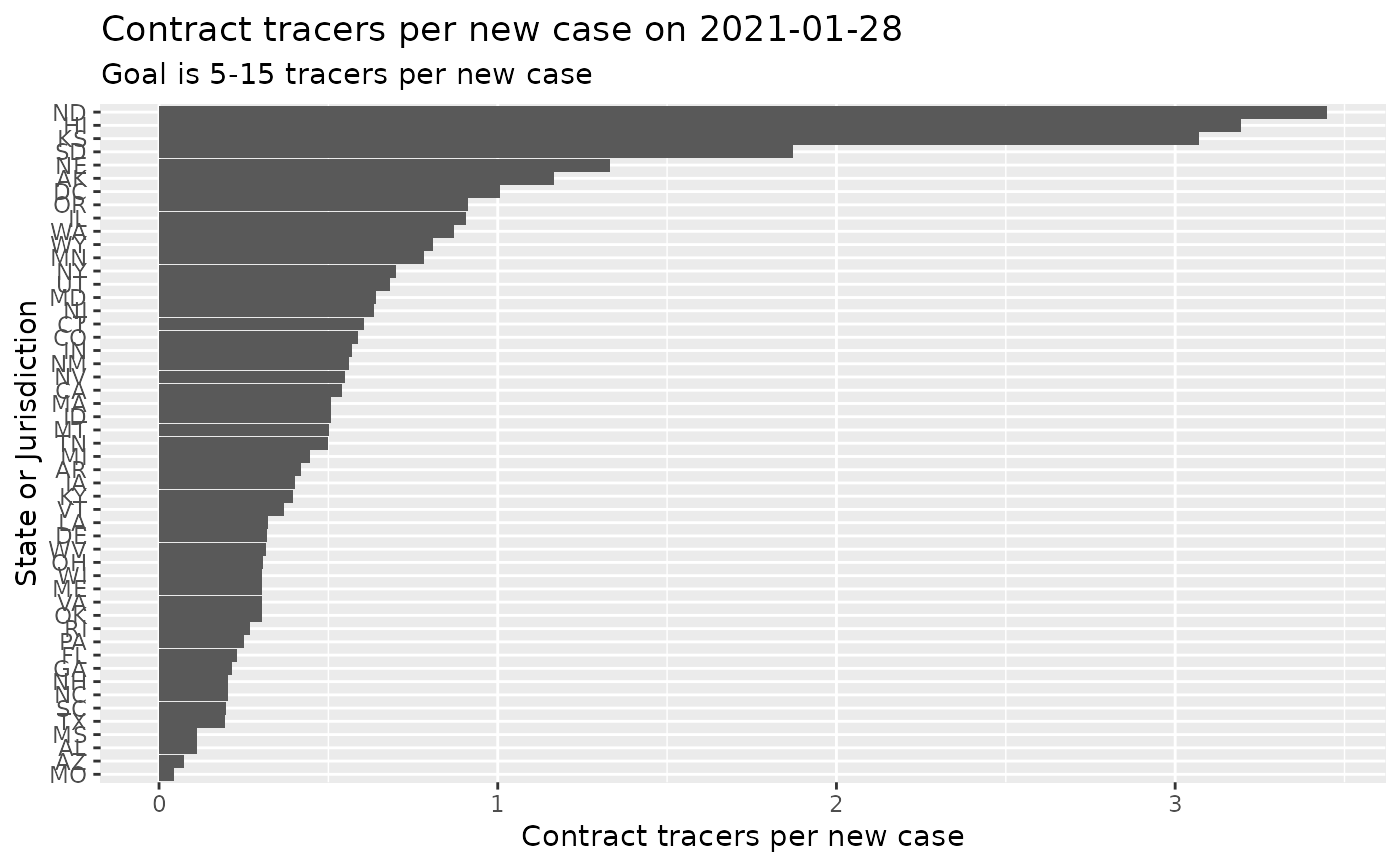 Contract tracers per new case on 2021-01-28
Goal is 5-15 tracers per new case
State or Jurisdiction
ND
HI
KS
SD
NE
AK
DC
OR
IL
WA
WY
MN
NY
UT
MD
NJ
CT
CO
IN
NM
NV
CA
MA
ID
MT
TN
MI
AR
IA
KY
VT
LA
DE
WV
OH
WI
ME
VA
OK
RI
PA
FL
GA
NH
NC
SC
TX
MS
AL
AZ
MO
0 1 2 3
Contract tracers per new case